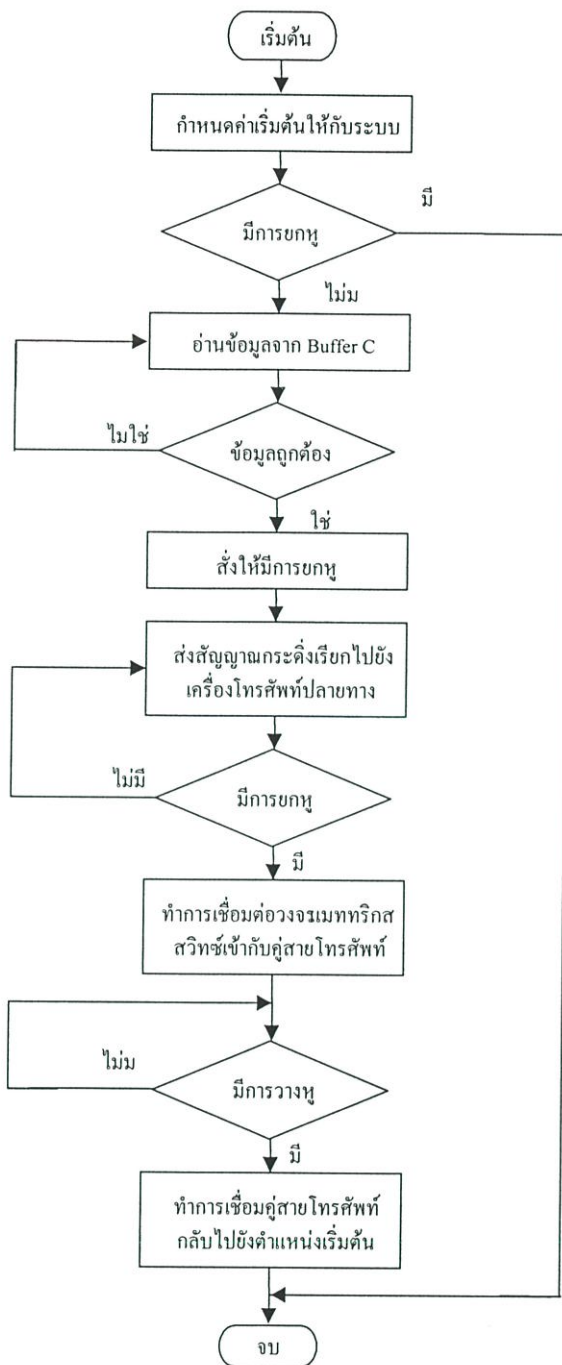 เริ่มต้น
กำหนดค่าเริ่มต้นให้กับระบบ
มี
มีการยกหู
ไม่ม
อ่านข้อมูลจาก Buffer C
ไมใช่
ข้อมูลถูกต้อง
ใช่
สั่งให้มีการยกหู
ส่งสัญญาณกระดิ่งเรียกไปยัง
เครื่องโทรศัพท์ปลายทาง
ไม่มี
มีการยกหู
มี
ทำการเชื่อมต่อวงจรเมททริกส
สวิทซ์เข้ากับคู่สายโทรศัพท์
ไม่ม
มีการวางหู
มี
ทำการเชื่อมคู่สายโทรศัพท์
กลับไปยังตำแหน่งเริ่มต้น
จบ